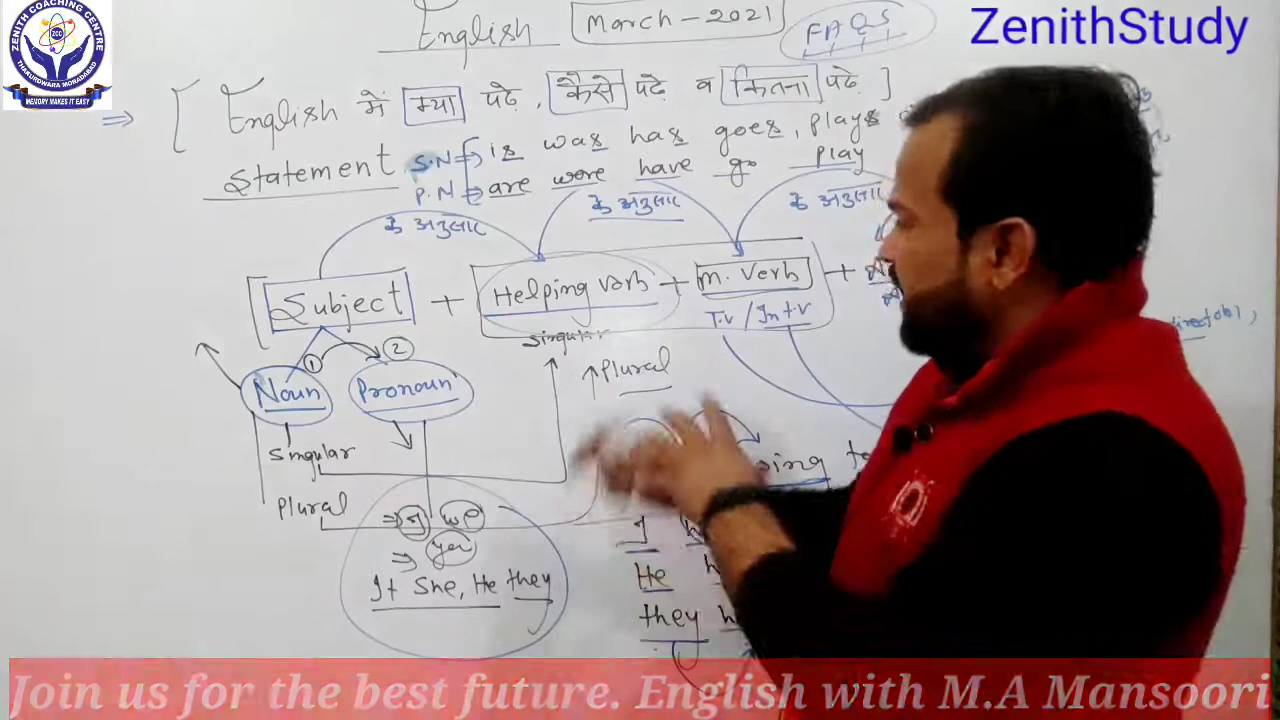 ZENITH COACHING CENTRE
ZCC
THAKURDWARA MORADABAD
MEMORY MAKES IT EASY
ZenithStudy
English March-2021 FAQS
⇒ [ English में क्या पढे , कैसे पढे व कितना पढे ]
Statement S.N ⇒ is was has goes, plays
P.N ⇒ are were have go play
के अनुसार के अनुसार के अनुसार
[ Subject + Helping verb + m. Verb +
T.V / Int.V
singular
① ② Plural
Noun Pronoun
singular
Plural
⇒ I we
⇒ you
It She, He they
I
He
they
Join us for the best future. English with M.A Mansoori